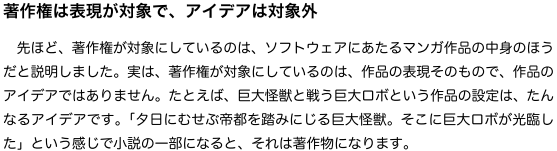 著作権は表現が対象で、アイデアは対象外
　先ほど、著作権が対象にしているのは、ソフトウェアにあたるマンガ作品の中身のほう
だと説明しました。実は、著作権が対象にしているのは、作品の表現そのもので、作品の
アイデアではありません。たとえば、巨大怪獣と戦う巨大ロボという作品の設定は、たん
なるアイデアです。「夕日にむせぶ帝都を踏みにじる巨大怪獣。そこに巨大ロボが光臨し
た」という感じで小説の一部になると、それは著作物になります。